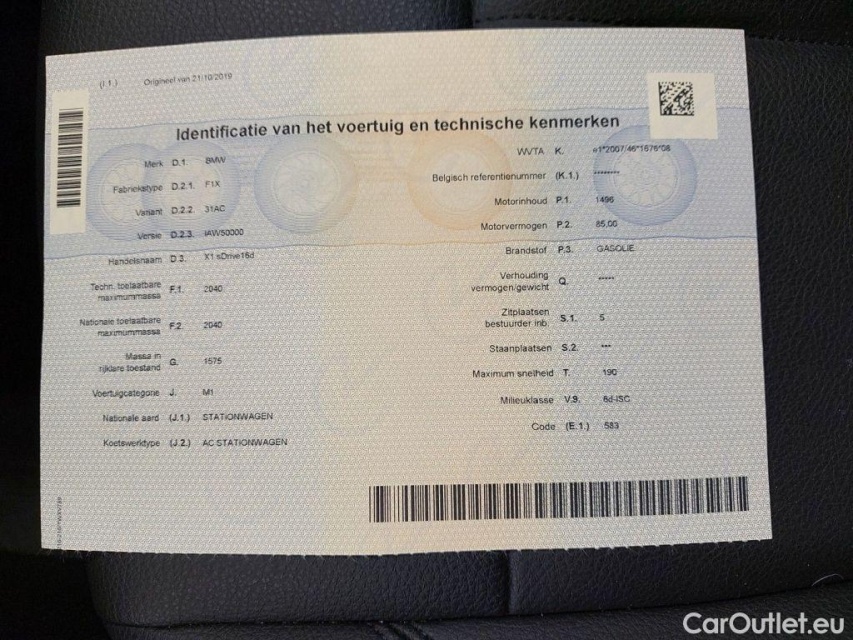 (I.1.) Origineel van 21/10/2019
Identificatie van het voertuig en technische kenmerken
Merk D.1. BMW
Fabriekstype D.2.1. F1X
Variant D.2.2. 31AC
Versie D.2.3. IAW50000
Handelsnaam D.3. X1 sDrive16d
Techn. toelaatbare
maximummassa F.1. 2040
Nationale toelaatbare
maximummassa F.2. 2040
Massa in
rijklare toestand G. 1575
Voertuigcategorie J. M1
Nationale aard (J.1.) STATIONWAGEN
Koetswerktype (J.2.) AC STATIONWAGEN
WVTA K. e1*2007/46*1676*08
Belgisch referentienummer (K.1.) --------
Motorinhoud P.1. 1496
Motorvermogen P.2. 85,00
Brandstof P.3. GASOLIE
Verhouding
vermogen/gewicht Q. -----
Zitplaatsen
bestuurder inb. S.1. 5
Staanplaatsen S.2. ---
Maximum snelheid T. 190
Milieuklasse V.9. 6d-ISC
Code (E.1.) 583
CarOutlet.eu